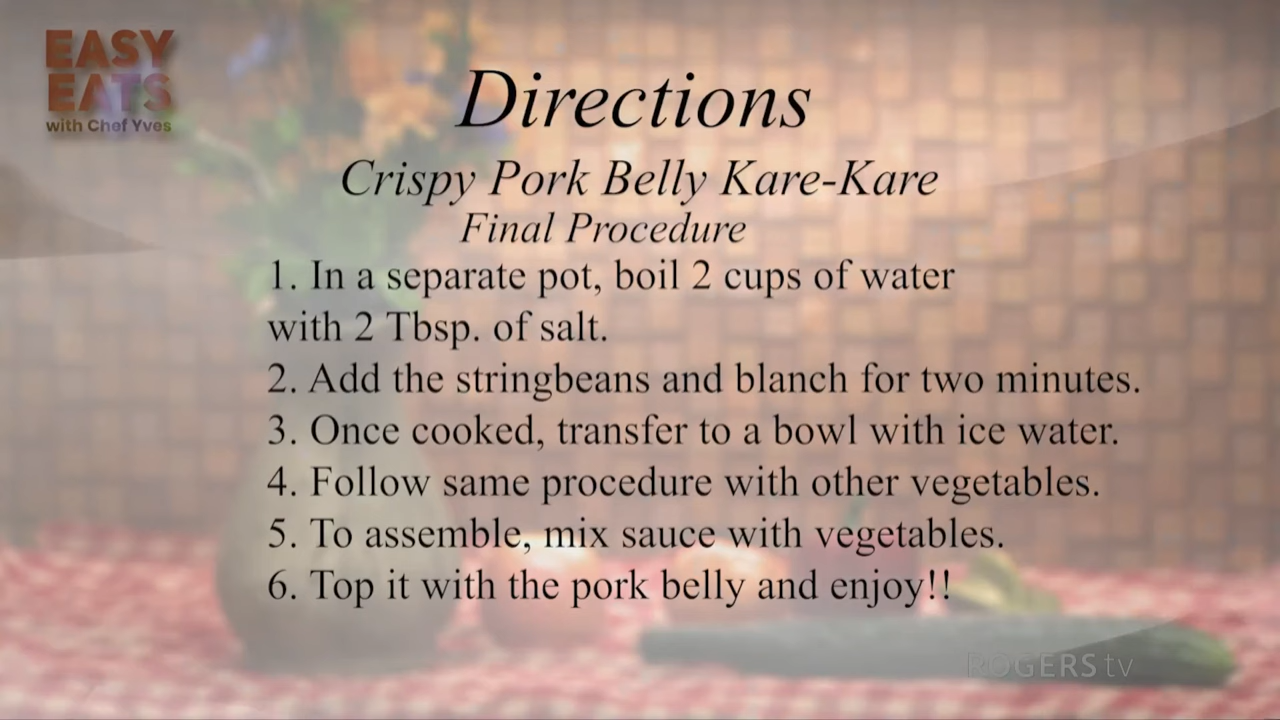 EASY
EATS
with Chef Yves
Directions
Crispy Pork Belly Kare-Kare
Final Procedure
1. In a separate pot, boil 2 cups of water
with 2 Tbsp. of salt.
2. Add the stringbeans and blanch for two minutes.
3. Once cooked, transfer to a bowl with ice water.
4. Follow same procedure with other vegetables.
5. To assemble, mix sauce with vegetables.
6. Top it with the pork belly and enjoy!!
ROGERS tv